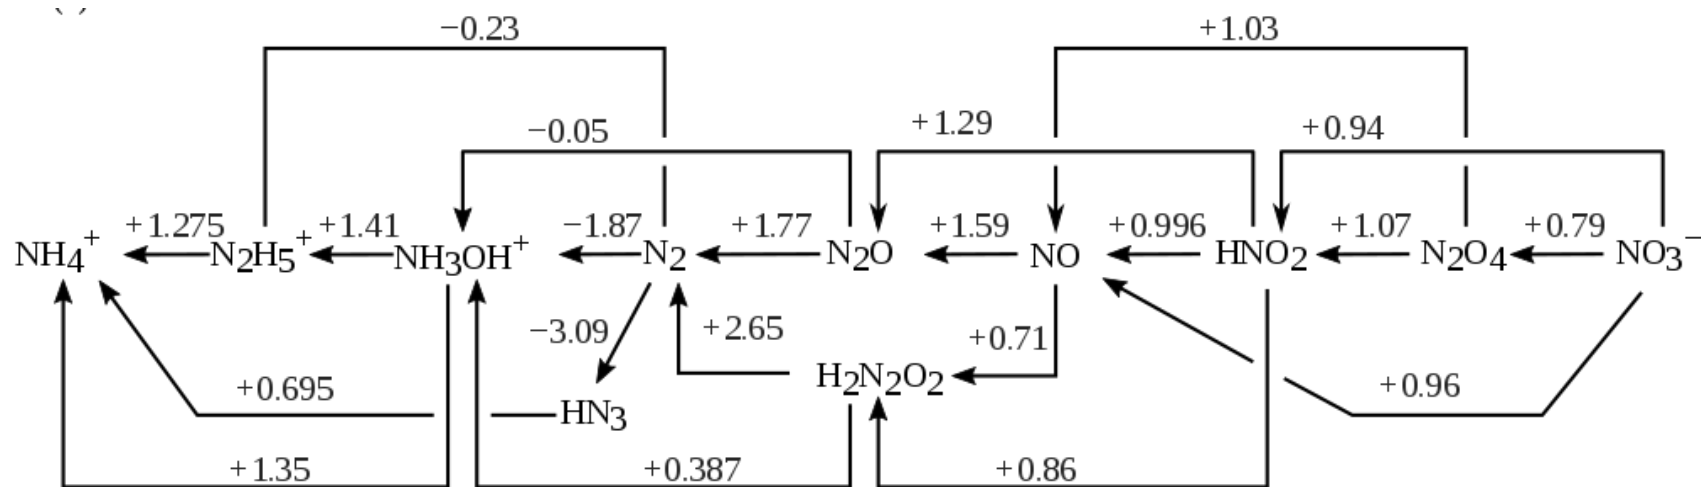 −0.23
+1.03
−0.05
+1.29
+0.94
+1.275
+1.41
−1.87
+1.77
+1.59
+0.996
+1.07
+0.79
NH4+
N2H5+
NH3OH+
N2
N2O
NO
HNO2
N2O4
NO3−
−3.09
+2.65
+0.71
+0.695
HN3
H2N2O2
+0.96
+1.35
+0.387
+0.86